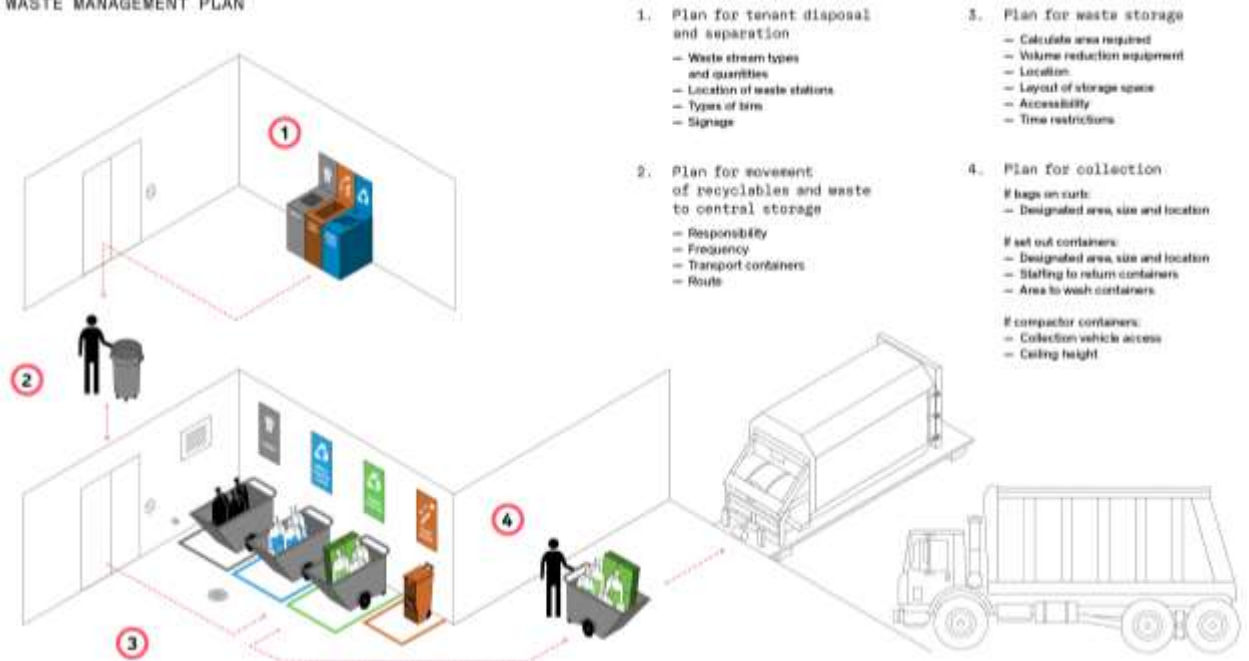 WASTE MANAGEMENT PLAN
1. Plan for tenant disposal
and separation
— Waste stream types
and quantities
— Location of waste stations
— Types of bins
— Signage
2. Plan for movement
of recyclables and waste
to central storage
— Responsibility
— Frequency
— Transport containers
— Route
3. Plan for waste storage
— Calculate area required
— Volume reduction equipment
— Location
— Layout of storage space
— Accessibility
— Time restrictions
4. Plan for collection
If bags on curb:
— Designated area, size and location
If set out containers:
— Designated area, size and location
— Staffing to return containers
— Area to wash containers
If compactor containers:
— Collection vehicle access
— Ceiling height
1
2
3
4